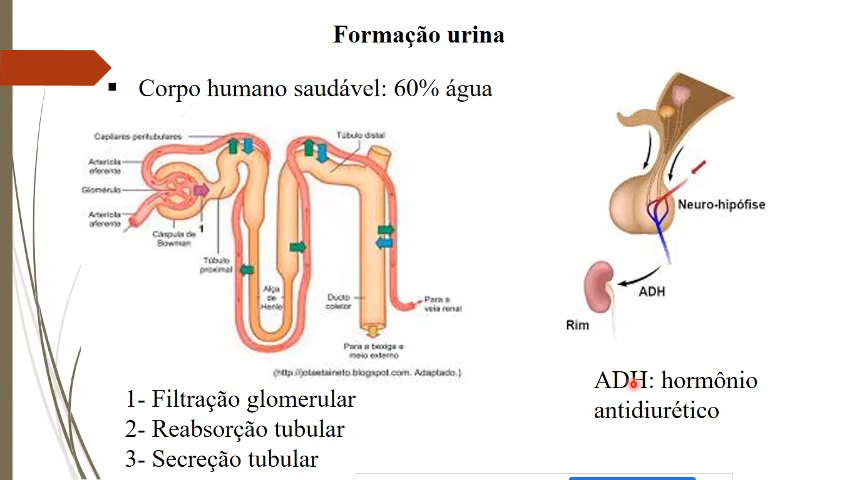 Formação urina
Corpo humano saudável: 60% água
Capilares peritubulares
Túbulo distal
Arteríola
eferente
Glomérulo
Arteríola
aferente
1
Cáspula de
Bowman
Túbulo
proximal
Alça
de
Henle
Ducto
coletor
Para a
veia renal
Para a bexiga e
meio externo
(http://jotaetaineto.blogspot.com. Adaptado.)
Neuro-hipófise
ADH
Rim
ADH: hormônio
antidiurético
1- Filtração glomerular
2- Reabsorção tubular
3- Secreção tubular